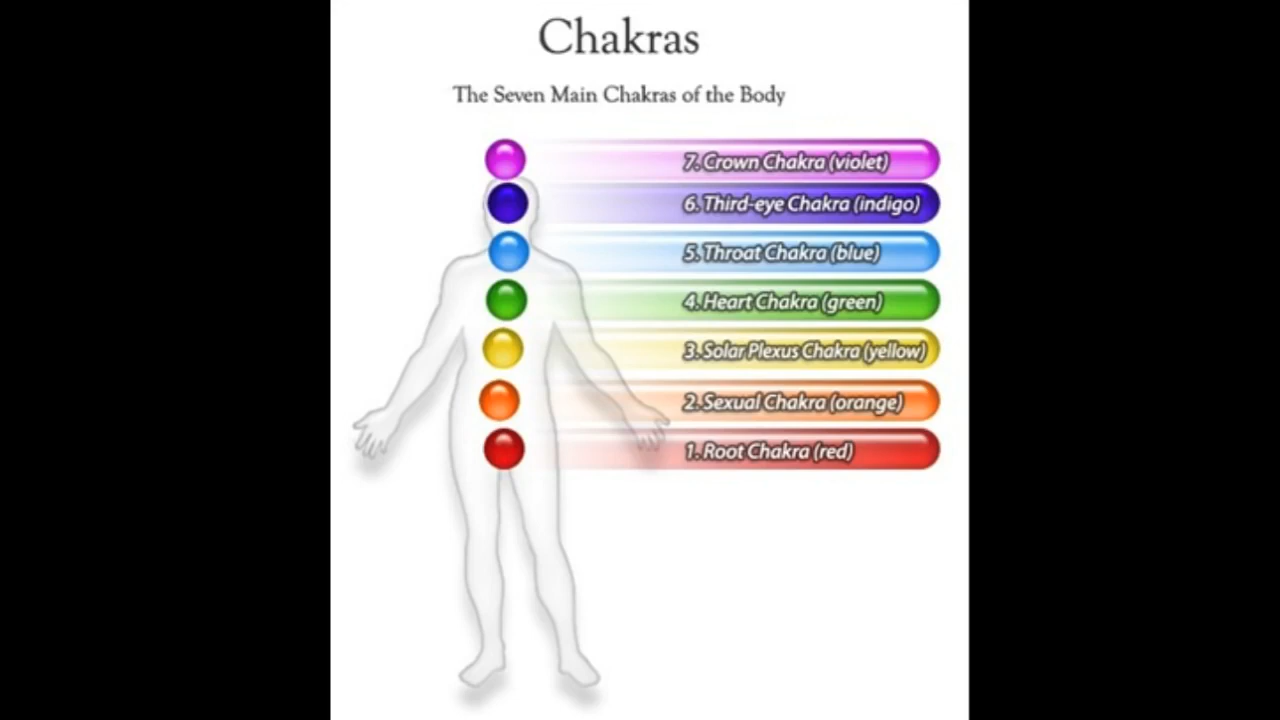 Chakras
The Seven Main Chakras of the Body
7. Crown Chakra (violet)
6. Third-eye Chakra (indigo)
5. Throat Chakra (blue)
4. Heart Chakra (green)
3. Solar Plexus Chakra (yellow)
2. Sexual Chakra (orange)
1. Root Chakra (red)